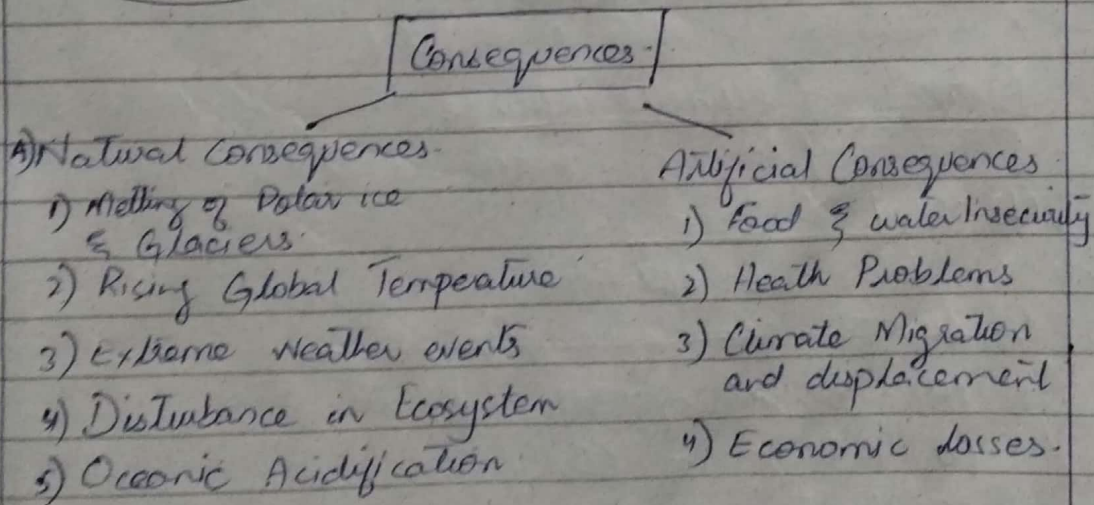 Consequences.
A) Natural Consequences.
1) Melting of Polar ice
& Glaciers.
2) Rising Global Temperature
3) Extreme Weather events
4) Disturbance in Ecosystem
5) Oceanic Acidification
Artificial Consequences
1) Food & water Insecurity
2) Health Problems
3) Climate Migration
and displacement
4) Economic losses.